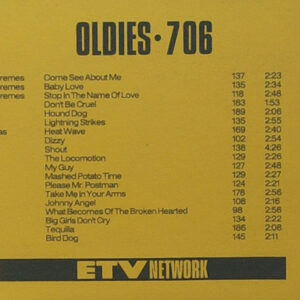 OLDIES·706
remes Come See About Me 137 2:23
remes Baby Love 135 2:34
remes Stop In The Name Of Love 118 2:48
Don't Be Cruel 163 1:53
Hound Dog 189 2:06
Lightning Strikes 135 2:55
as Heat Wave 169 2:40
Dizzy 102 2:54
Shout 138 4:26
The Locomotion 129 2:26
My Guy 127 2:48
Mashed Potato Time 129 2:27
Please Mr. Postman 124 2:21
Take Me In Your Arms 178 2:56
Johnny Angel 108 2:16
What Becomes Of The Broken Hearted 98 2:56
Big Girls Don't Cry 134 2:22
Tequilla 186 2:08
Bird Dog 145 2:11
ETV NETWORK